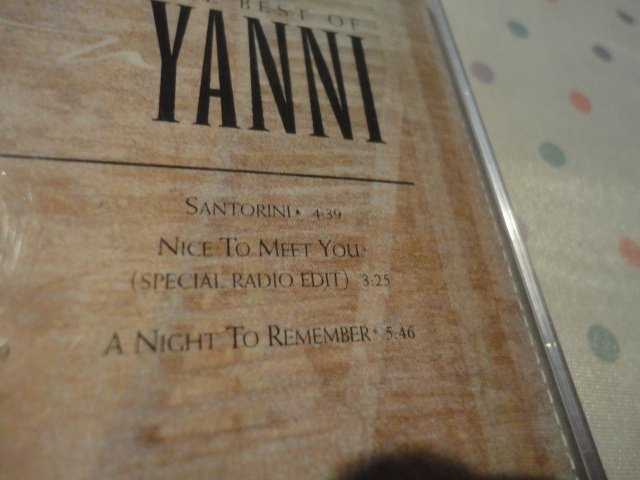 BEST OF
YANNI
SANTORINI• 4:39
NICE TO MEET YOU•
(SPECIAL RADIO EDIT) 3:25
A NIGHT TO REMEMBER• 5:46